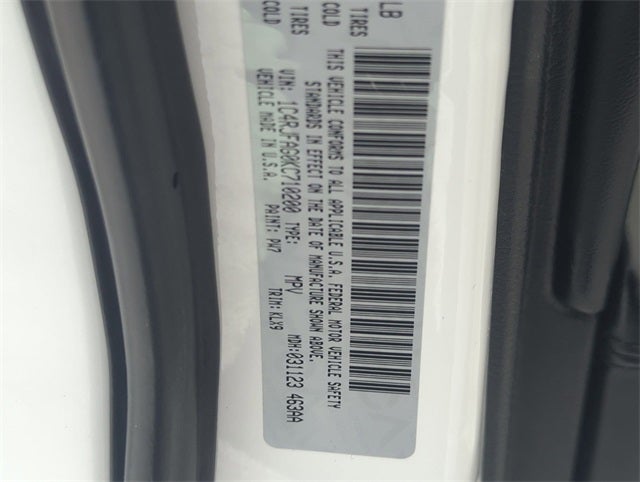 LB
TIRES
COLD
TIRES
COLD
THIS VEHICLE CONFORMS TO ALL APPLICABLE U.S.A. FEDERAL MOTOR VEHICLE SAFETY
STANDARDS IN EFFECT ON THE DATE OF MANUFACTURE SHOWN ABOVE.
VIN: 1C4RJFAG0KC710200 TYPE: MPV MDH:031123 463AA
VEHICLE MADE IN U.S.A. PAINT: PW7 TRIM: KLX9